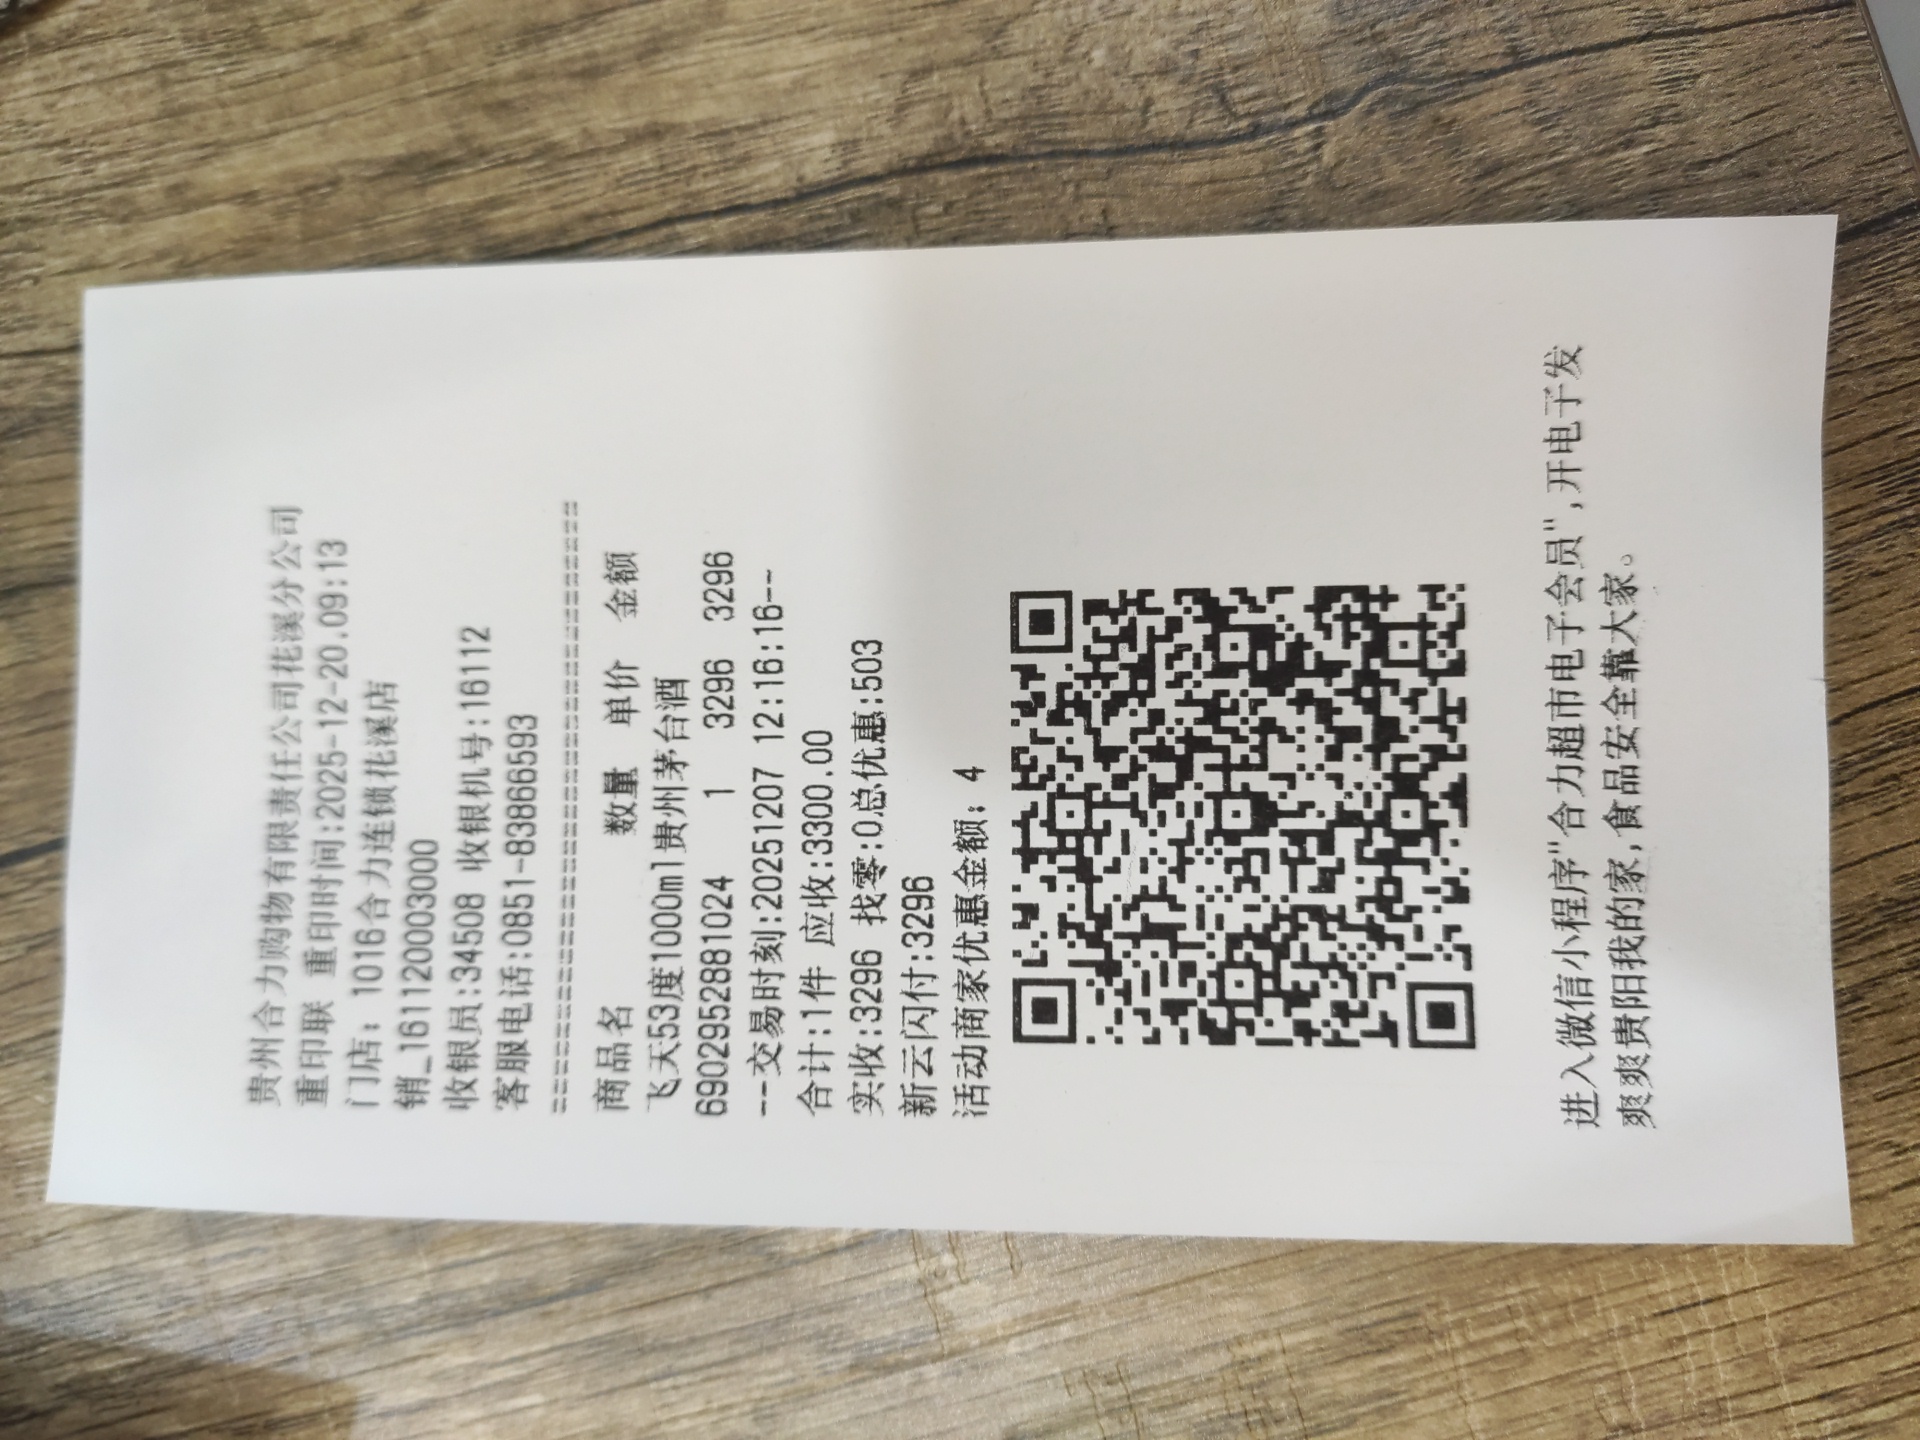 贵州合力购物有限责任公司花溪分公司
重印联 重印时间:2025-12-20.09:13
门店: 1016合力连锁花溪店
销_161120003000
收银员:34508 收银机号:16112
客服电话:0851-83866593
==================================
商品名 数量 单价 金额
飞天53度1000ml贵州茅台酒
6902952881024 1 3296 3296
--交易时刻:20251207 12:16:16--
合计:1件 应收:3300.00
实收:3296 找零:0总优惠:503
新云闪付:3296
活动商家优惠金额: 4
进入微信小程序"合力超市电子会员",开电子发
爽爽贵阳我的家,食品安全靠大家。